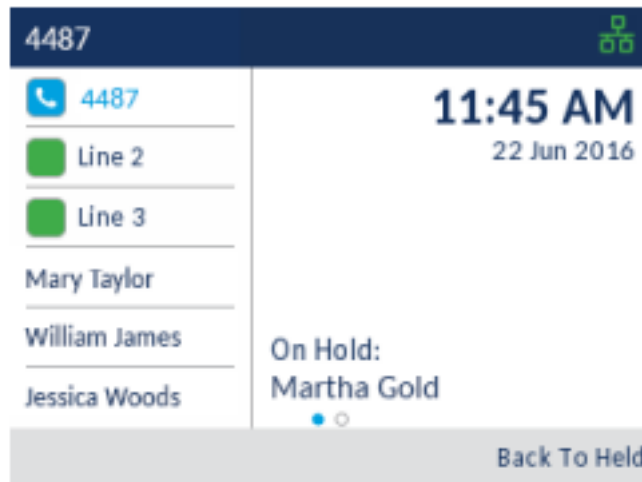 4487
4487
Line 2
Line 3
Mary Taylor
William James
Jessica Woods
11:45 AM
22 Jun 2016
On Hold:
Martha Gold
Back To Held